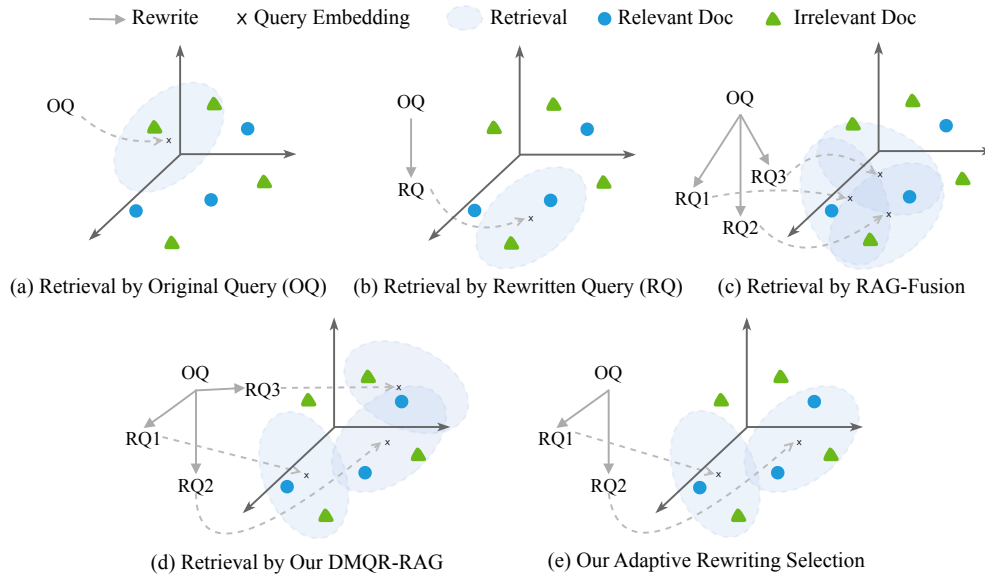 Rewrite x Query Embedding Retrieval Relevant Doc Irrelevant Doc
OQ
x
(a) Retrieval by Original Query (OQ)
OQ
RQ
x
(b) Retrieval by Rewritten Query (RQ)
OQ
RQ3
RQ1
RQ2
x
x
x
(c) Retrieval by RAG-Fusion
OQ
RQ3
RQ1
RQ2
x
x
x
(d) Retrieval by Our DMQR-RAG
OQ
RQ1
RQ2
x
x
(e) Our Adaptive Rewriting Selection